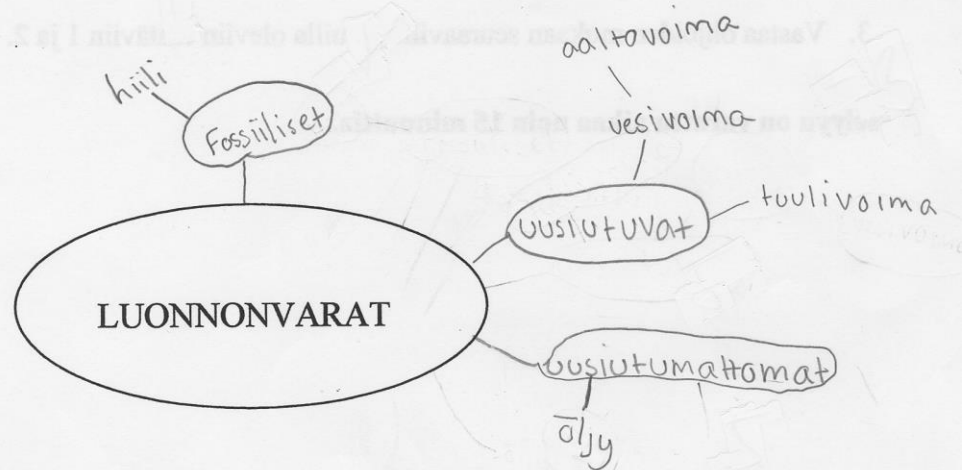 aaltovoima
hiili
Fossiiliset
vesivoima
tuulivoima
uusiutuvat
LUONNONVARAT
uusiutumattomat
öljy